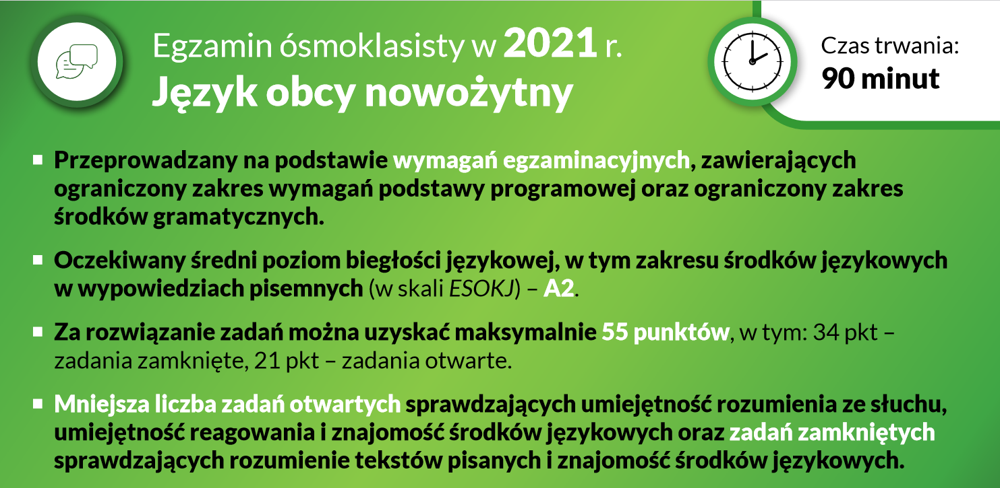 Egzamin ósmoklasisty w 2021 r.
Język obcy nowożytny
Czas trwania:
90 minut
Przeprowadzany na podstawie wymagań egzaminacyjnych, zawierających
ograniczony zakres wymagań podstawy programowej oraz ograniczony zakres
środków gramatycznych.
Oczekiwany średni poziom biegłości językowej, w tym zakresu środków językowych
w wypowiedziach pisemnych (w skali ESOKJ) – A2.
Za rozwiązanie zadań można uzyskać maksymalnie 55 punktów, w tym: 34 pkt –
zadania zamknięte, 21 pkt – zadania otwarte.
Mniejsza liczba zadań otwartych sprawdzających umiejętność rozumienia ze słuchu,
umiejętność reagowania i znajomość środków językowych oraz zadań zamkniętych
sprawdzających rozumienie tekstów pisanych i znajomość środków językowych.